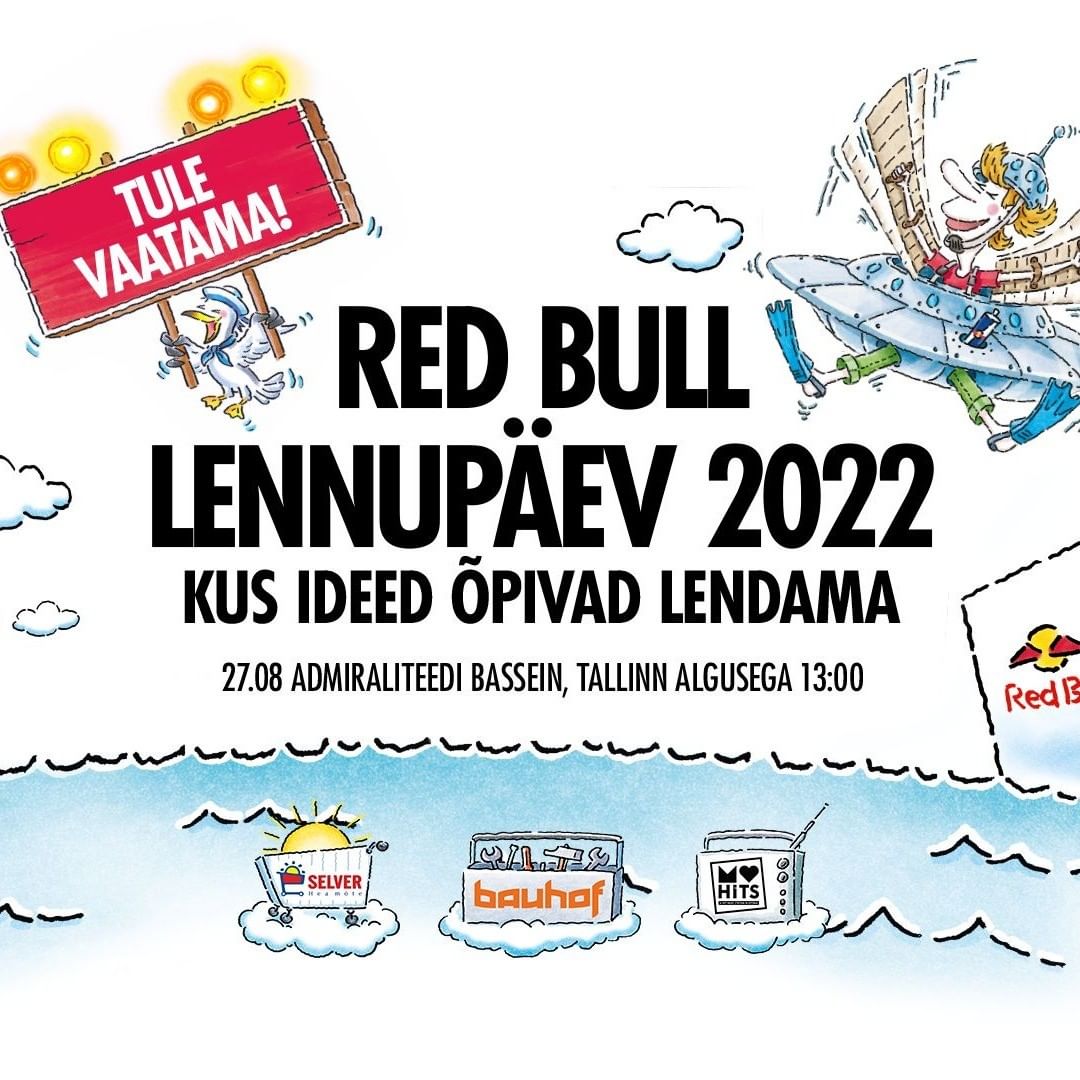 TULE
VAATAMA!
RED BULL
LENNUPÄEV 2022
KUS IDEED ÕPIVAD LENDAMA
27.08 ADMIRALITEEDI BASSEIN, TALLINN ALGUSEGA 13:00
Red B
SELVER
Heamõte
bauhof
M
HiTS